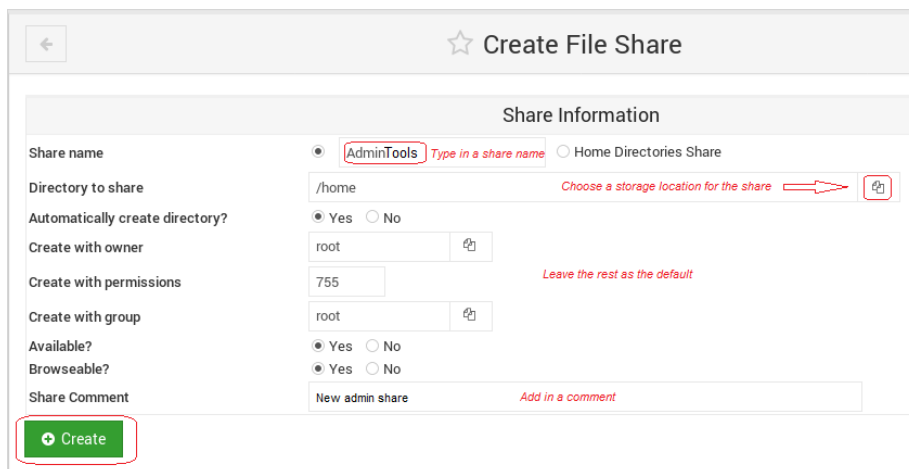 Create File Share
Share Information
Share name AdminTools Type in a share name Home Directories Share
Directory to share /home Choose a storage location for the share
Automatically create directory? Yes No
Create with owner root
Leave the rest as the default
Create with permissions 755
Create with group root
Available? Yes No
Browseable? Yes No
Share Comment New admin share Add in a comment
Create